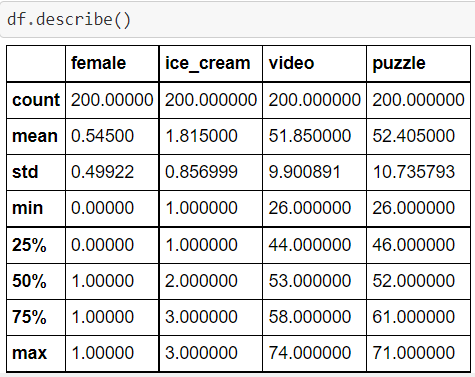 df.describe()
female ice_cream video puzzle
count 200.00000 200.000000 200.000000 200.000000
mean 0.54500 1.815000 51.850000 52.405000
std 0.49922 0.856999 9.900891 10.735793
min 0.00000 1.000000 26.000000 26.000000
25% 0.00000 1.000000 44.000000 46.000000
50% 1.00000 2.000000 53.000000 52.000000
75% 1.00000 3.000000 58.000000 61.000000
max 1.00000 3.000000 74.000000 71.000000